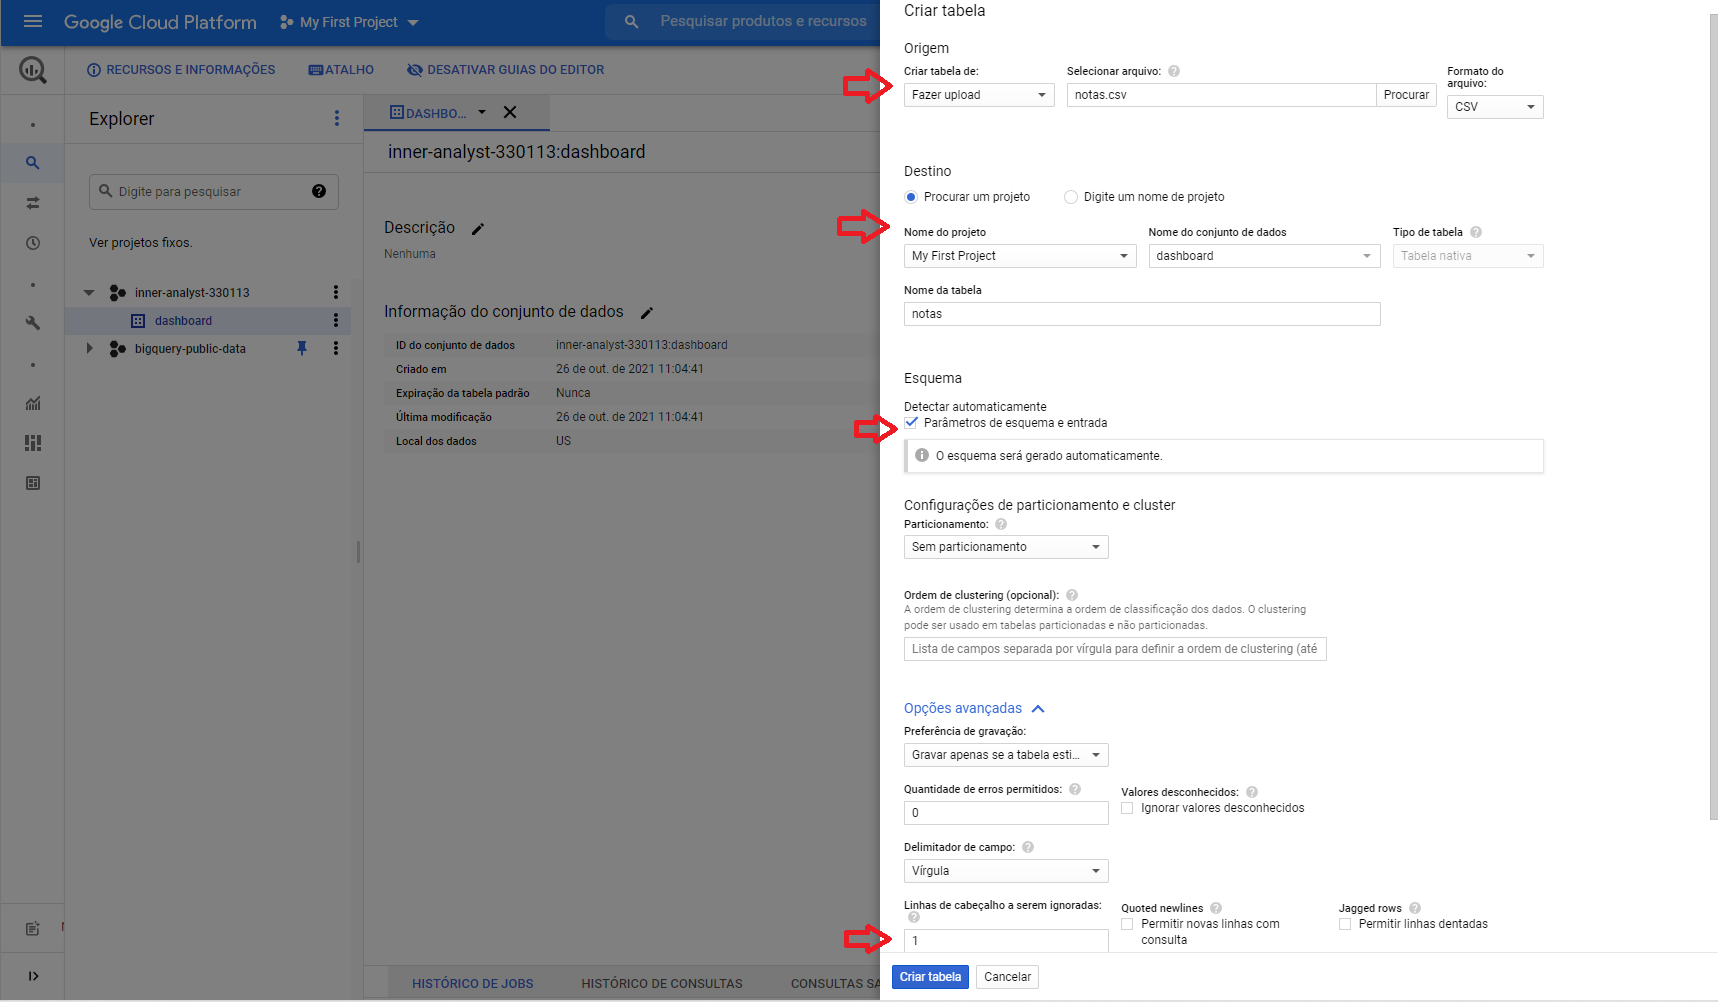 Google Cloud Platform
My First Project
Pesquisar produtos e recursos
RECURSOS E INFORMAÇÕES
ATALHO
DESATIVAR GUIAS DO EDITOR
Explorer
Digite para pesquisar
Ver projetos fixos.
inner-analyst-330113
dashboard
bigquery-public-data
DASHBO...
inner-analyst-330113:dashboard
Descrição
Nenhuma
Informação do conjunto de dados
ID do conjunto de dados inner-analyst-330113:dashboard
Criado em 26 de out. de 2021 11:04:41
Expiração da tabela padrão Nunca
Última modificação 26 de out. de 2021 11:04:41
Local dos dados US
HISTÓRICO DE JOBS
HISTÓRICO DE CONSULTAS
CONSULTAS SA
Criar tabela
Origem
Criar tabela de:
Fazer upload
Selecionar arquivo:
notas.csv
Procurar
Formato do
arquivo:
CSV
Destino
Procurar um projeto
Digite um nome de projeto
Nome do projeto
My First Project
Nome do conjunto de dados
dashboard
Tipo de tabela
Tabela nativa
Nome da tabela
notas
Esquema
Detectar automaticamente
Parâmetros de esquema e entrada
O esquema será gerado automaticamente.
Configurações de particionamento e cluster
Particionamento:
Sem particionamento
Ordem de clustering (opcional):
A ordem de clustering determina a ordem de classificação dos dados. O clustering
pode ser usado em tabelas particionadas e não particionadas.
Lista de campos separada por vírgula para definir a ordem de clustering (até
Opções avançadas
Preferência de gravação:
Gravar apenas se a tabela esti...
Quantidade de erros permitidos:
0
Valores desconhecidos:
Ignorar valores desconhecidos
Delimitador de campo:
Vírgula
Linhas de cabeçalho a serem ignoradas:
1
Quoted newlines
Permitir novas linhas com
consulta
Jagged rows
Permitir linhas dentadas
Criar tabela
Cancelar